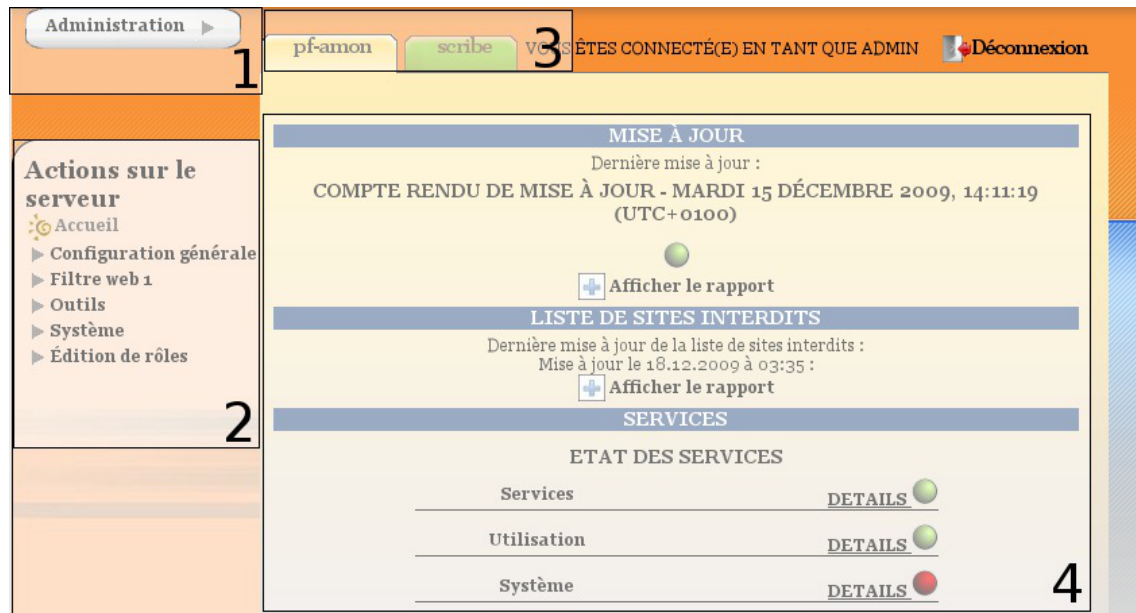 Administration
1
pf-amon
scribe
3
VOUS ÊTES CONNECTÉ(E) EN TANT QUE ADMIN
Déconnexion
Actions sur le
serveur
Accueil
Configuration générale
Filtre web 1
Outils
Système
Édition de rôles
2
MISE À JOUR
Dernière mise à jour :
COMPTE RENDU DE MISE À JOUR - MARDI 15 DÉCEMBRE 2009, 14:11:19
(UTC+0100)
Afficher le rapport
LISTE DE SITES INTERDITS
Dernière mise à jour de la liste de sites interdits :
Mise à jour le 18.12.2009 à 03:35 :
Afficher le rapport
SERVICES
ETAT DES SERVICES
Services DETAILS
Utilisation DETAILS
Système DETAILS
4